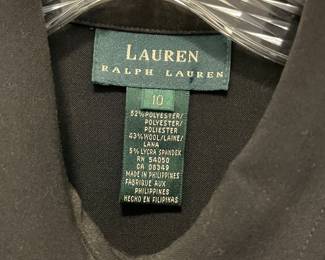 LAUREN
RALPH LAUREN
10
52% POLYESTER/
POLYESTER/
POLIESTER
43% WOOL/LAINE/
LANA
5% LYCRA SPANDEX
RN 54050
CA 08349
MADE IN PHILIPPINES
FABRIQUE AUX
PHILIPPINES
HECHO EN FILIPINAS